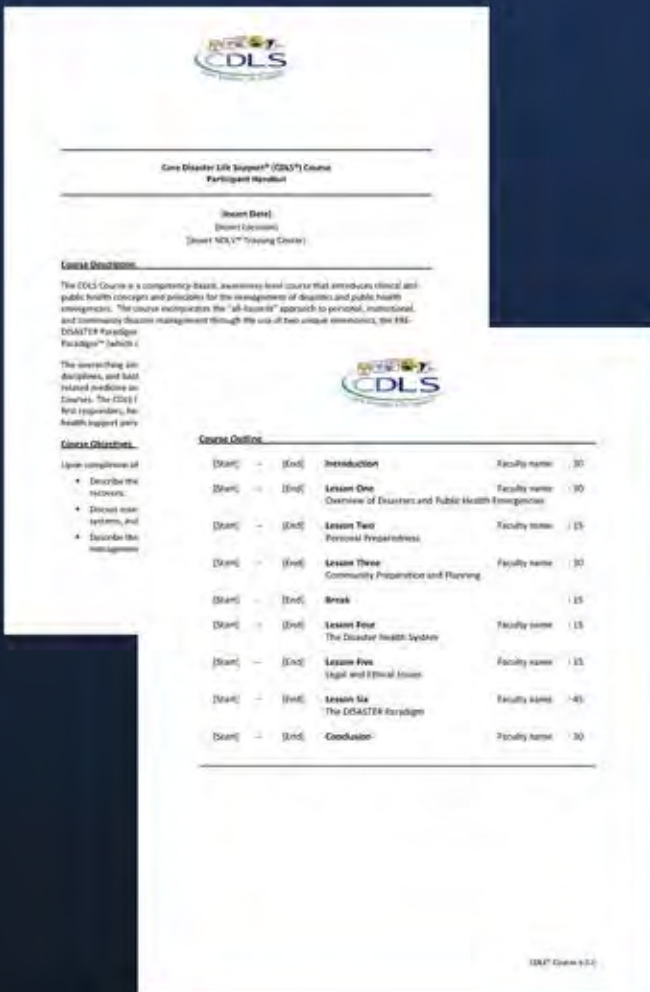 CDLS
Core Disaster Life Support® (CDLS®) Course
Participant Handout
[Insert Date]
[Insert Location]
[Insert NDLS™ Training Center]
Course Description
The CDLS Course is a competency-based, awareness-level course that introduces clinical and
public health concepts and principles for the management of disasters and public health
emergencies. The course incorporates the "all-hazards" approach to personal, institutional,
and community disaster management through the use of two unique mnemonics, the PRE-
DISASTER Paradigm
Paradigm™ (which
The overarching aim
disciplines, and
related medicine
Courses. The CDLS
first responders,
health support
Course Objectives
Upon completion of
• Describe the
recovery.
• Discuss
systems, and
• Describe the
management
CDLS
Course Outline
[Start] - [End] Introduction Faculty name :30
[Start] - [End] Lesson One Faculty name :30
Overview of Disasters and Public Health Emergencies
[Start] - [End] Lesson Two Faculty name :15
Personal Preparedness
[Start] - [End] Lesson Three Faculty name :30
Community Preparation and Planning
[Start] - [End] Break :15
[Start] - [End] Lesson Four Faculty name :15
The Disaster Health System
[Start] - [End] Lesson Five Faculty name :15
Legal and Ethical Issues
[Start] - [End] Lesson Six Faculty name :45
The DISASTER Paradigm
[Start] - [End] Conclusion Faculty name :30
CDLS® Course